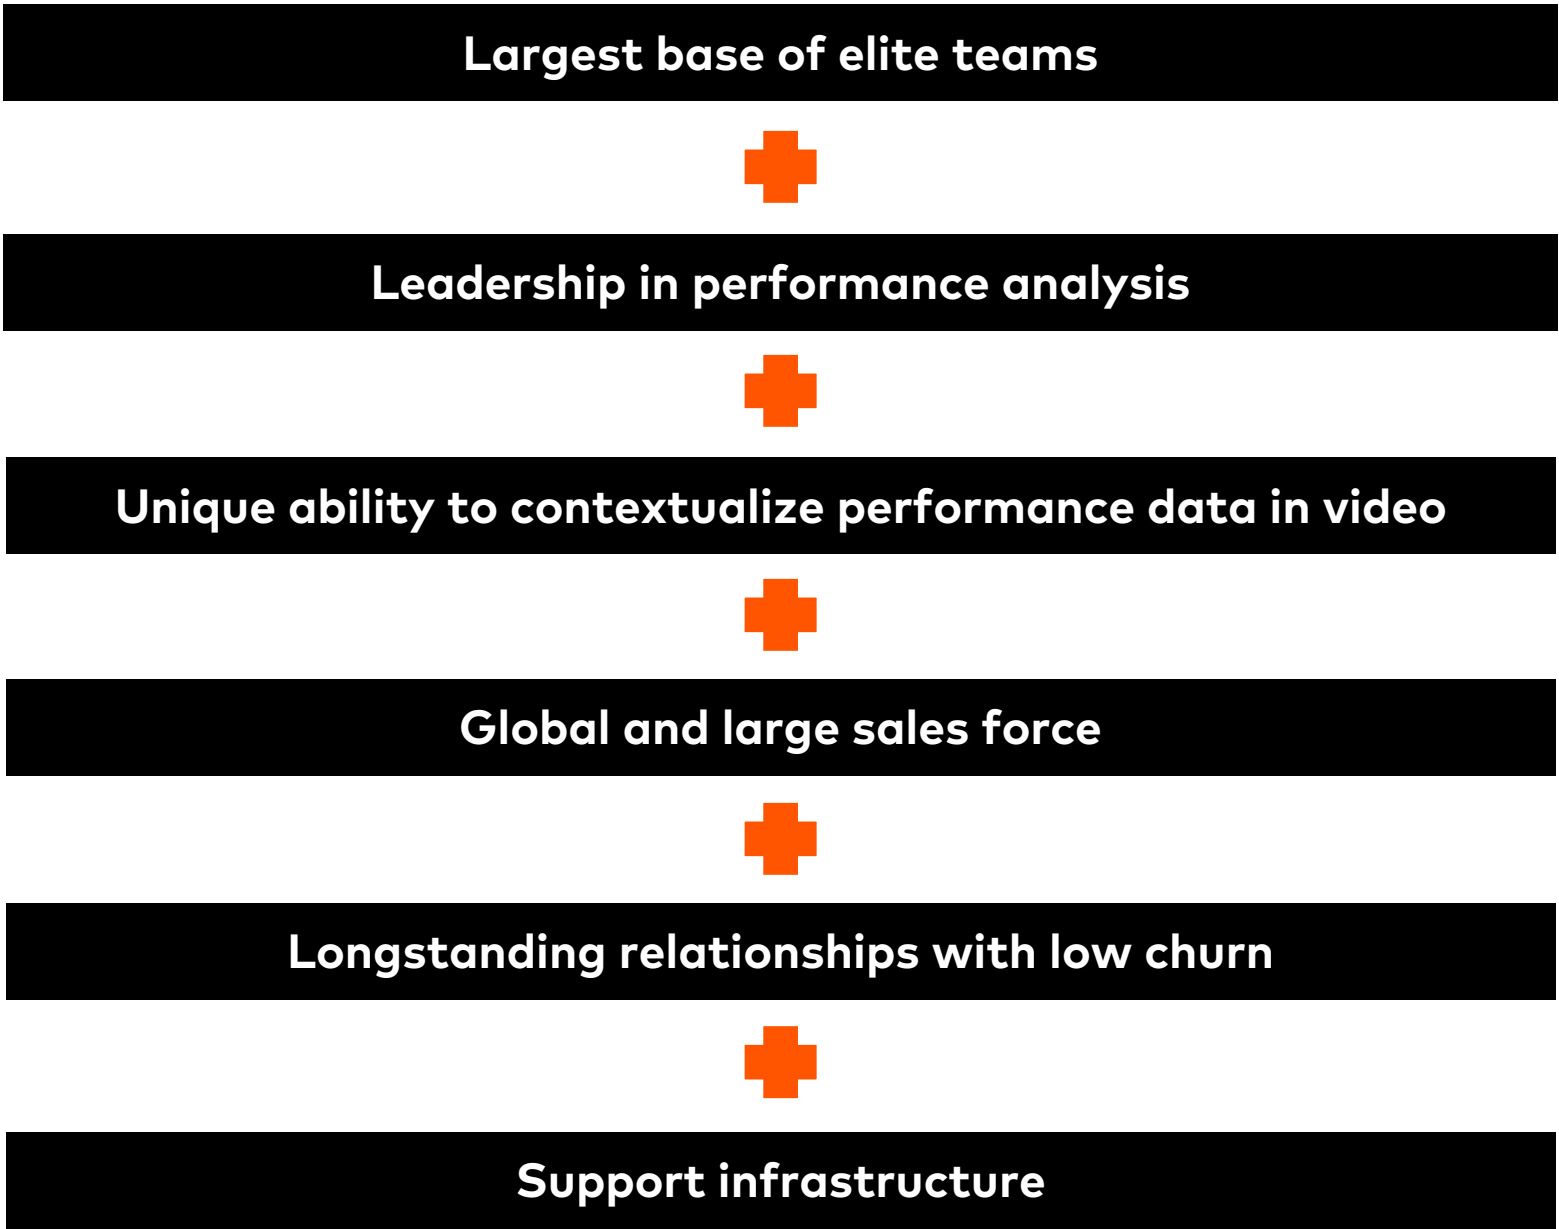 Largest base of elite teams
Leadership in performance analysis
Unique ability to contextualize performance data in video
Global and large sales force
Longstanding relationships with low churn
Support infrastructure